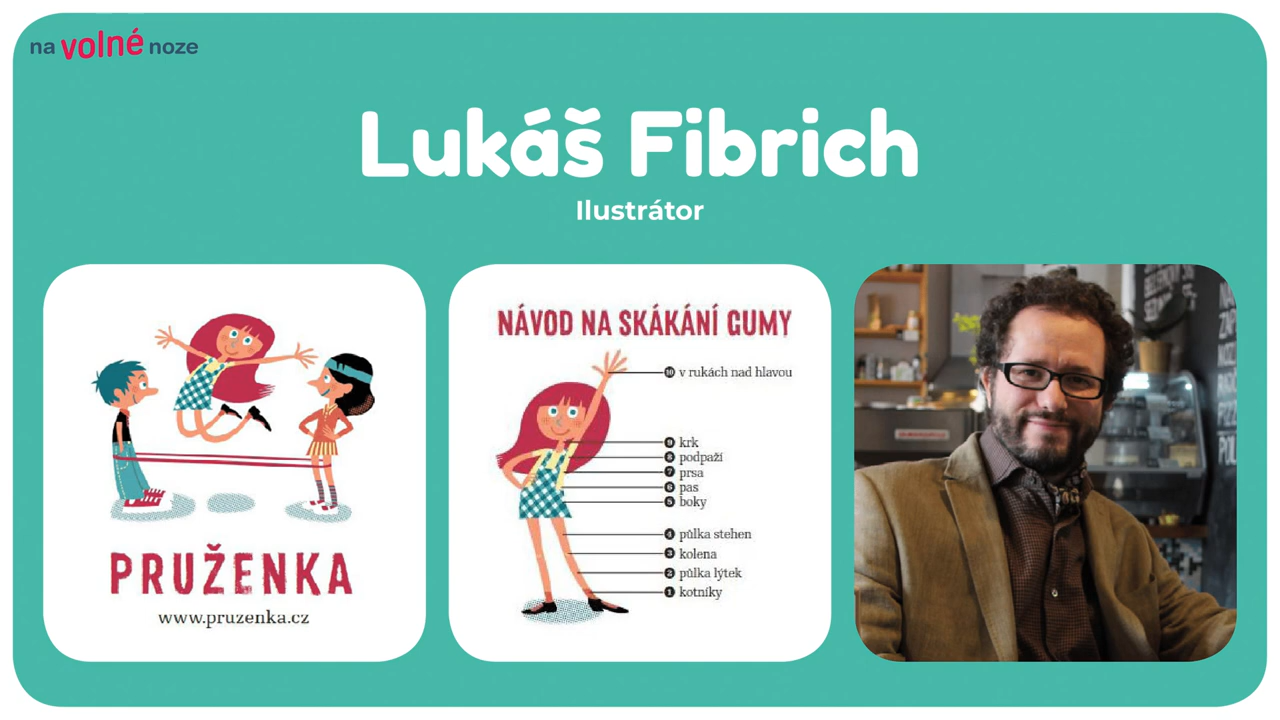 na volné noze
Lukáš Fibrich
Ilustrátor
PRUŽENKA
www.pruzenka.cz
NÁVOD NA SKÁKÁNÍ GUMY
10 v rukách nad hlavou
9 krk
8 podpaží
7 prsa
6 pas
5 boky
4 půlka stehen
3 kolena
2 půlka lýtek
1 kotníky